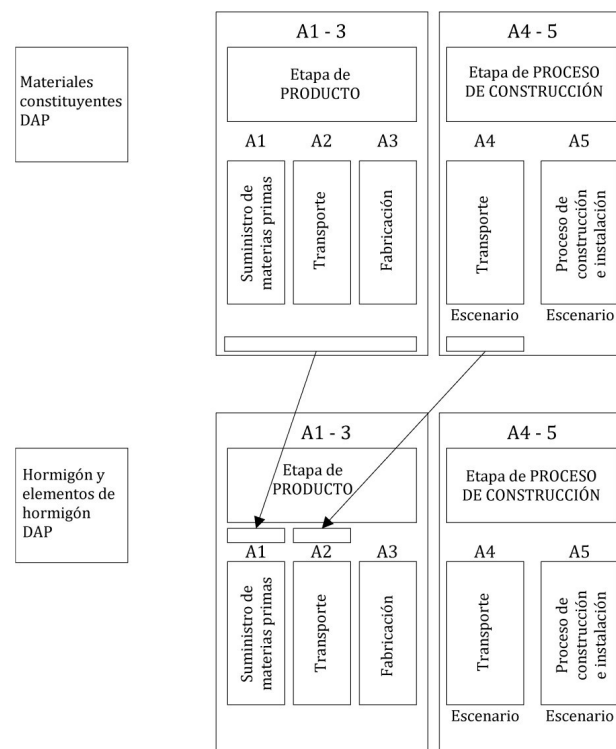 Materiales
constituyentes
DAP
A1 - 3
Etapa de
PRODUCTO
A1
A2
A3
Suministro de
materias primas
Transporte
Fabricación
A4 - 5
Etapa de PROCESO
DE CONSTRUCCIÓN
A4
A5
Transporte
Proceso de
construcción
e instalación
Escenario
Escenario
Hormigón y
elementos de
hormigón
DAP
A1 - 3
Etapa de
PRODUCTO
A1
A2
A3
Suministro de
materias primas
Transporte
Fabricación
A4 - 5
Etapa de PROCESO
DE CONSTRUCCIÓN
A4
A5
Transporte
Proceso de
construcción
e instalación
Escenario
Escenario